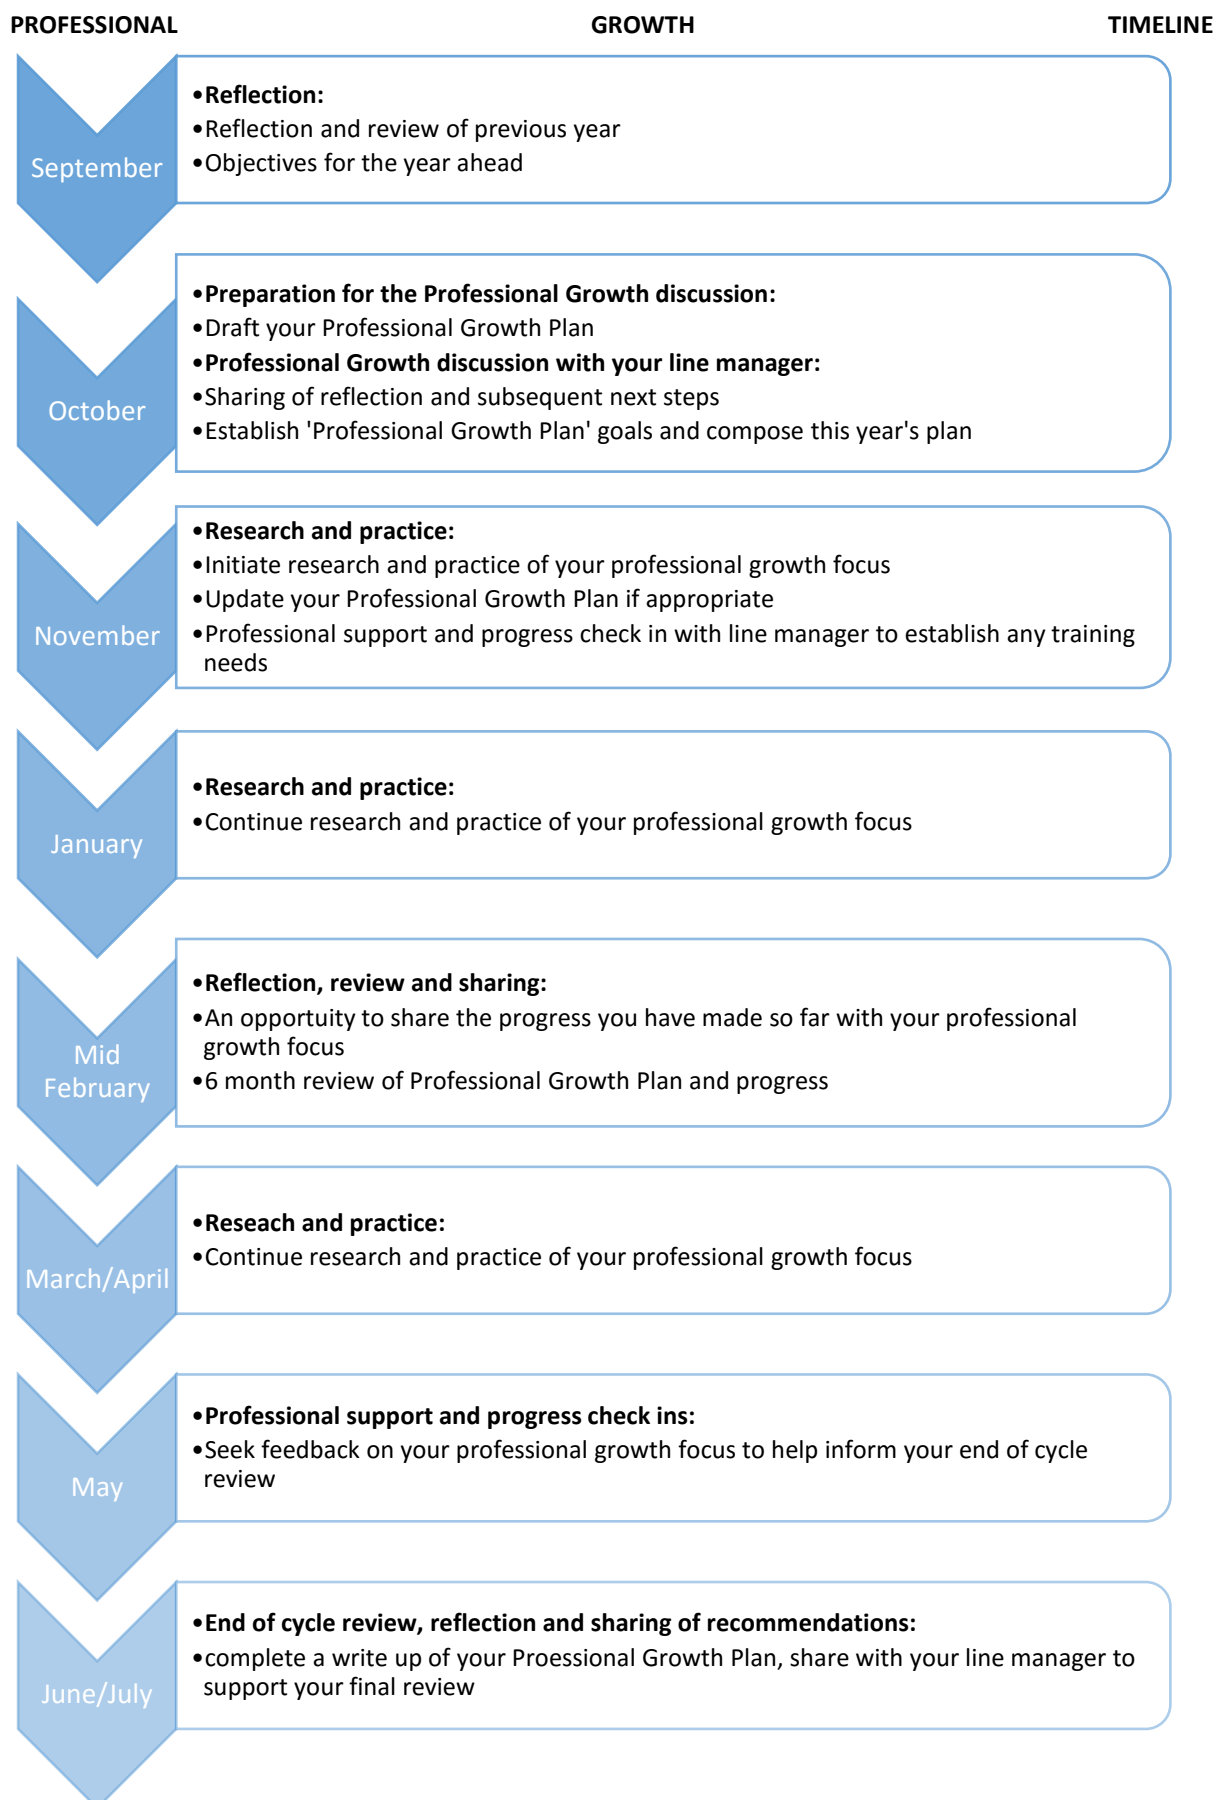 PROFESSIONAL GROWTH TIMELINE
September
•Reflection:
•Reflection and review of previous year
•Objectives for the year ahead
October
•Preparation for the Professional Growth discussion:
•Draft your Professional Growth Plan
•Professional Growth discussion with your line manager:
•Sharing of reflection and subsequent next steps
•Establish 'Professional Growth Plan' goals and compose this year's plan
November
•Research and practice:
•Initiate research and practice of your professional growth focus
•Update your Professional Growth Plan if appropriate
•Professional support and progress check in with line manager to establish any training
needs
January
•Research and practice:
•Continue research and practice of your professional growth focus
Mid
February
•Reflection, review and sharing:
•An opportuity to share the progress you have made so far with your professional
growth focus
•6 month review of Professional Growth Plan and progress
March/April
•Reseach and practice:
•Continue research and practice of your professional growth focus
May
•Professional support and progress check ins:
•Seek feedback on your professional growth focus to help inform your end of cycle
review
June/July
•End of cycle review, reflection and sharing of recommendations:
•complete a write up of your Proessional Growth Plan, share with your line manager to
support your final review